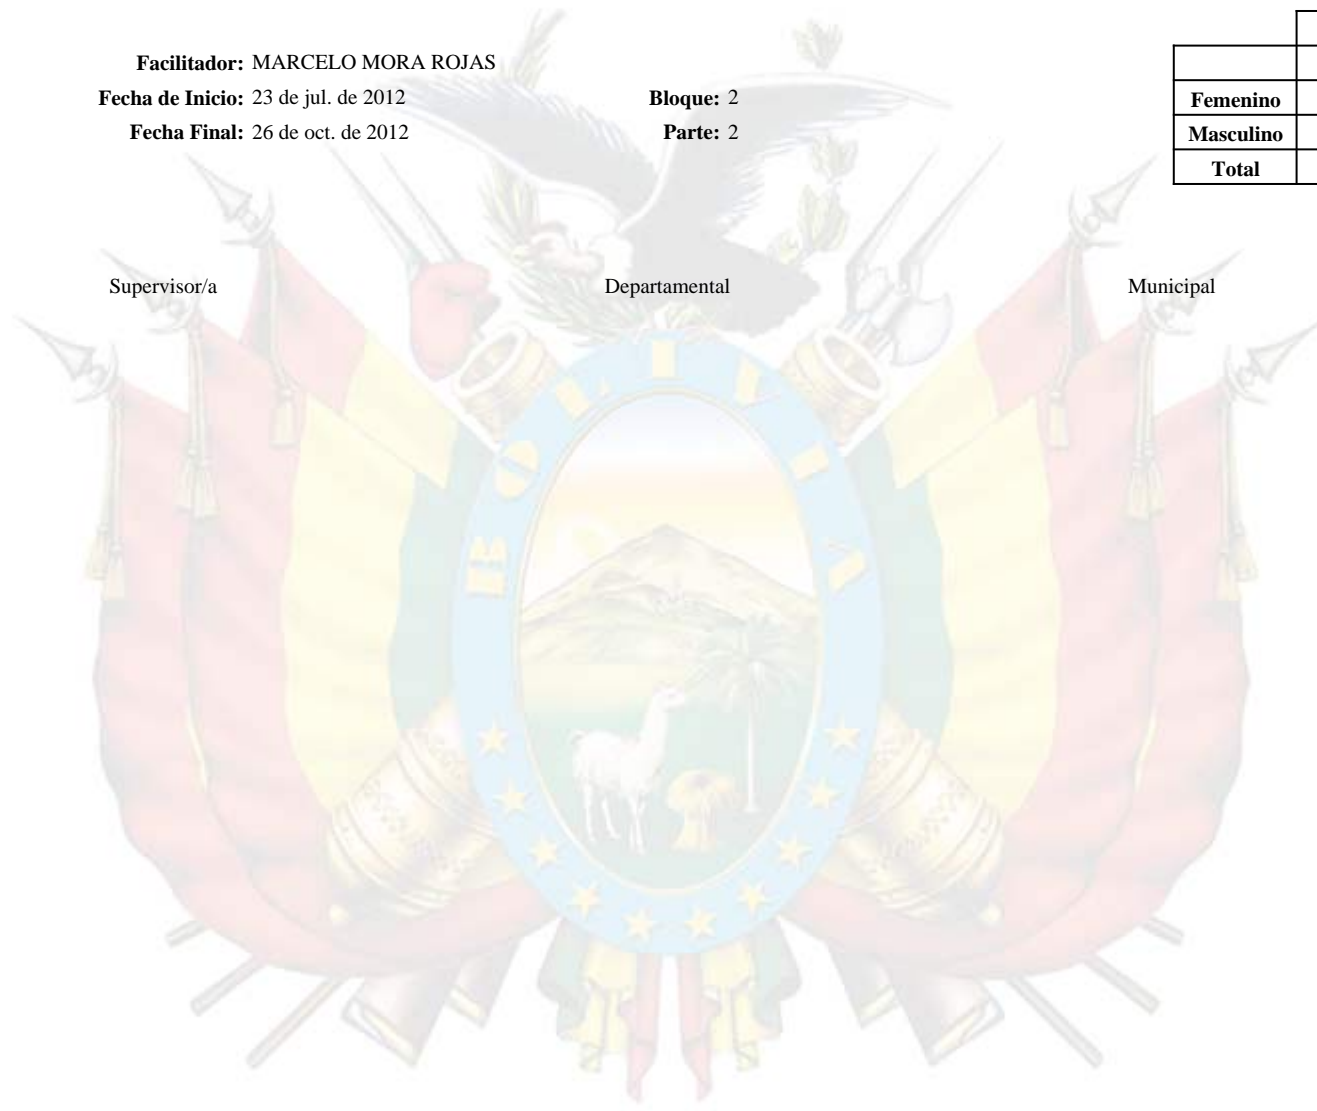 Facilitador: MARCELO MORA ROJAS
Fecha de Inicio: 23 de jul. de 2012 Bloque: 2
Femenino
Fecha Final: 26 de oct. de 2012 Parte: 2
Masculino
Total
Supervisor/a Departamental Municipal
BOLIVIA